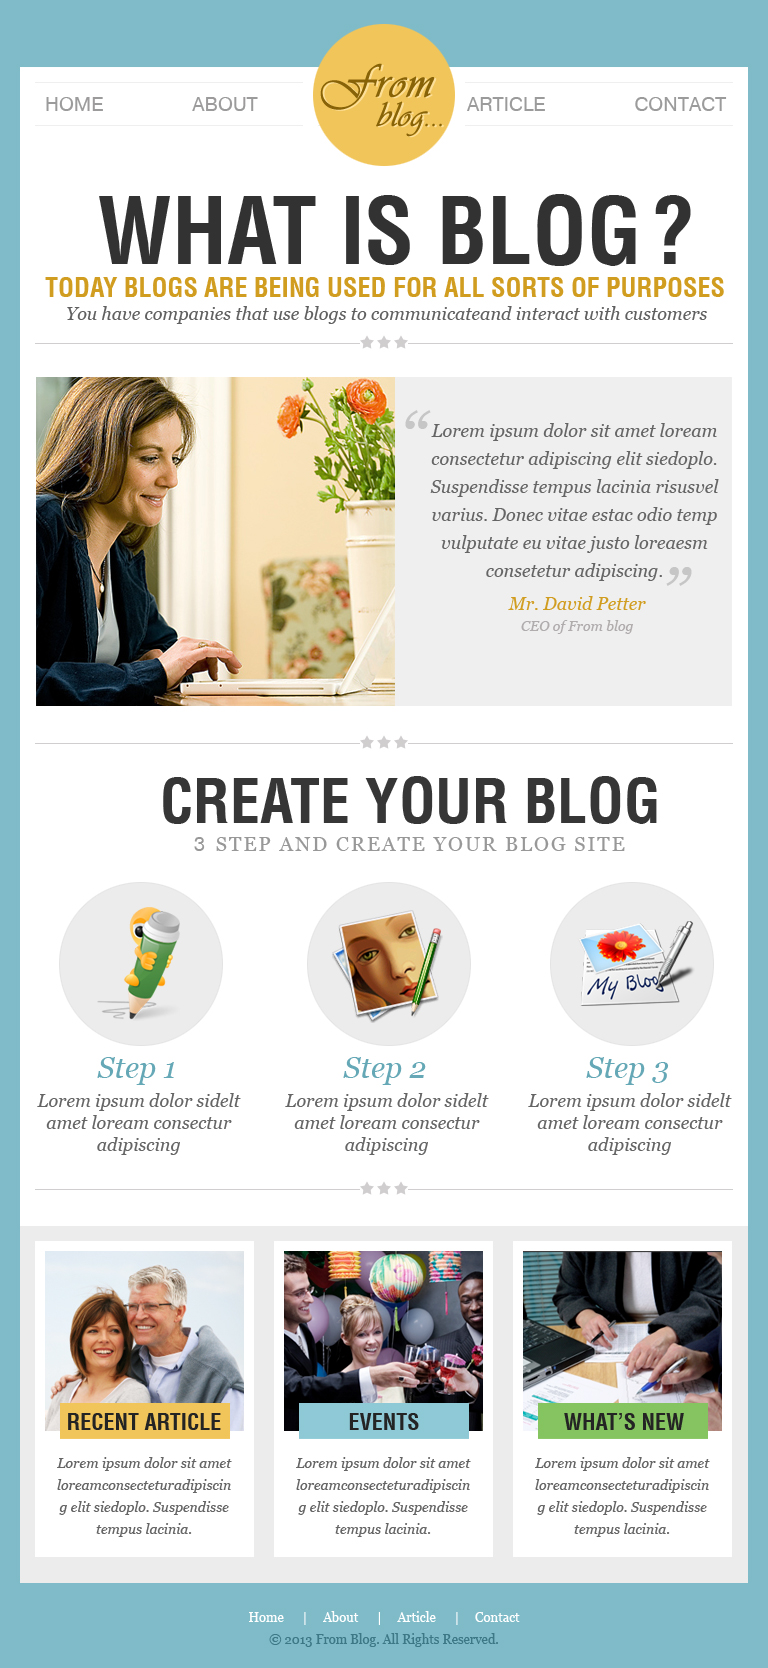 HOME
ABOUT
From
blog...
ARTICLE
CONTACT
WHAT IS BLOG?
TODAY BLOGS ARE BEING USED FOR ALL SORTS OF PURPOSES
You have companies that use blogs to communicateand interact with customers
“ Lorem ipsum dolor sit amet loream
consectetur adipiscing elit siedoplo.
Suspendisse tempus lacinia risusvel
varius. Donec vitae estac odio temp
vulputate eu vitae justo loreaesm
consetetur adipiscing. ”
Mr. David Petter
CEO of From blog
CREATE YOUR BLOG
3 STEP AND CREATE YOUR BLOG SITE
My Blog
Step 1
Lorem ipsum dolor sidelt
amet loream consectur
adipiscing
Step 2
Lorem ipsum dolor sidelt
amet loream consectur
adipiscing
Step 3
Lorem ipsum dolor sidelt
amet loream consectur
adipiscing
RECENT ARTICLE
Lorem ipsum dolor sit amet
loreamconsecteturadipiscin
g elit siedoplo. Suspendisse
tempus lacinia.
EVENTS
Lorem ipsum dolor sit amet
loreamconsecteturadipiscin
g elit siedoplo. Suspendisse
tempus lacinia.
WHAT'S NEW
Lorem ipsum dolor sit amet
loreamconsecteturadipiscin
g elit siedoplo. Suspendisse
tempus lacinia.
Home | About | Article | Contact
© 2013 From Blog. All Rights Reserved.